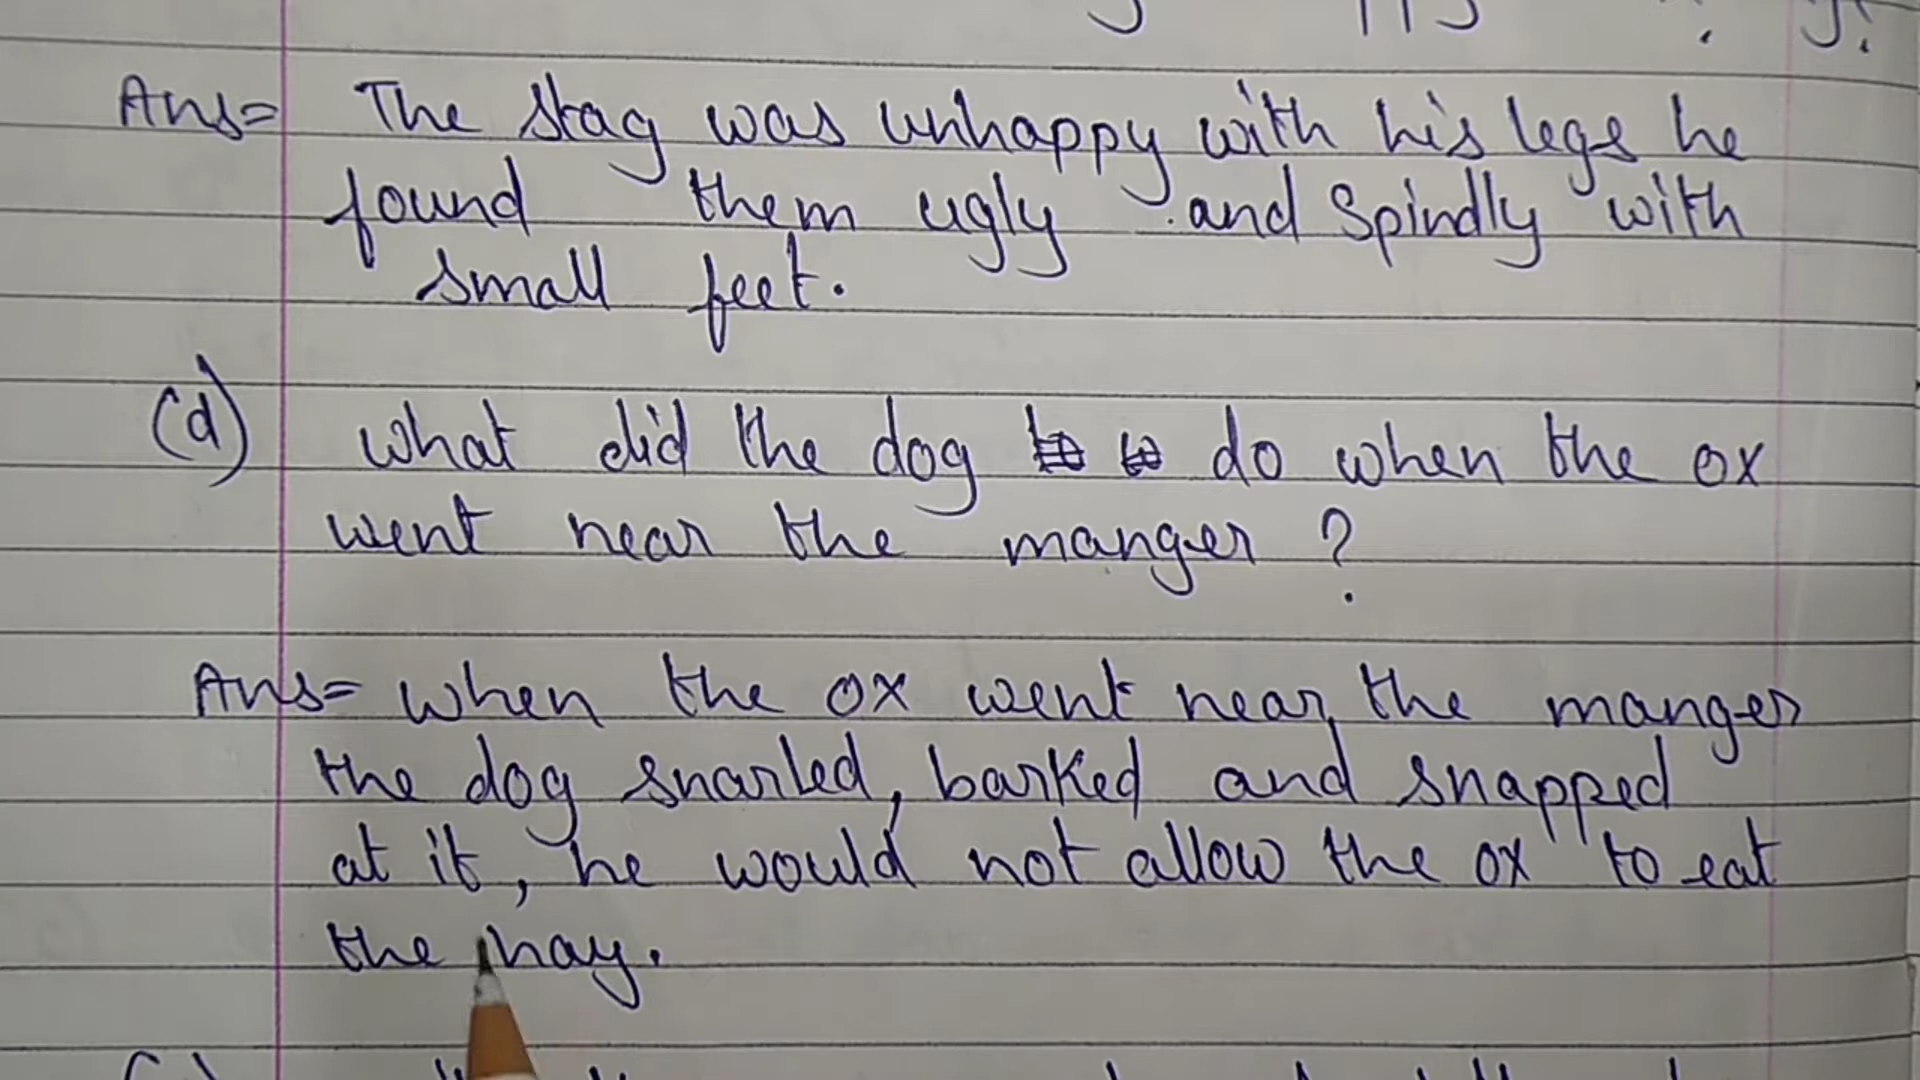 Ans= The stag was unhappy with his legs he
found them ugly and Spindly with
small feet.
(d) what did the dog do when the ox
went near the manger ?
Ans= when the ox went near, the manger
the dog snarled, barked and snapped
at it, he would not allow the ox to eat
the hay.